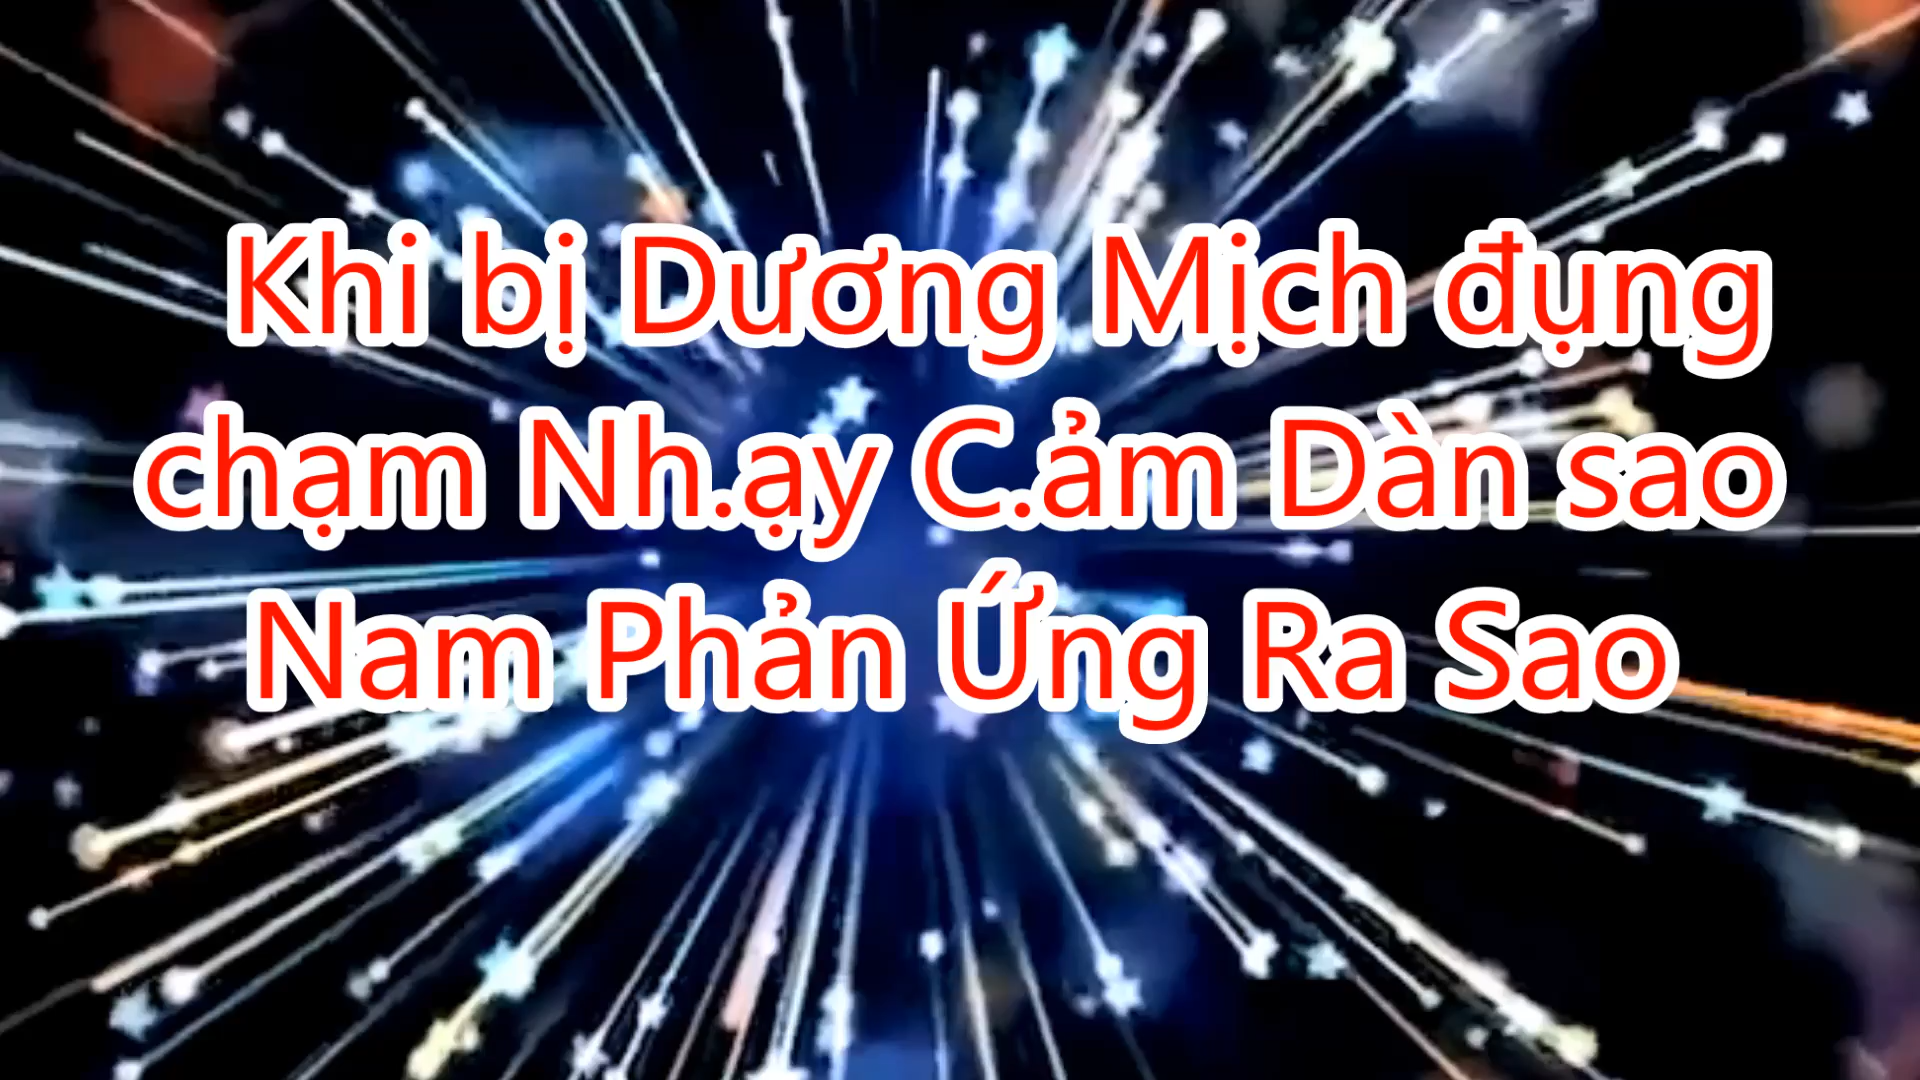 Khi bị Dương Mịch đụng
chạm Nh.ạy C.ảm Dàn sao
Nam Phản Ứng Ra Sao